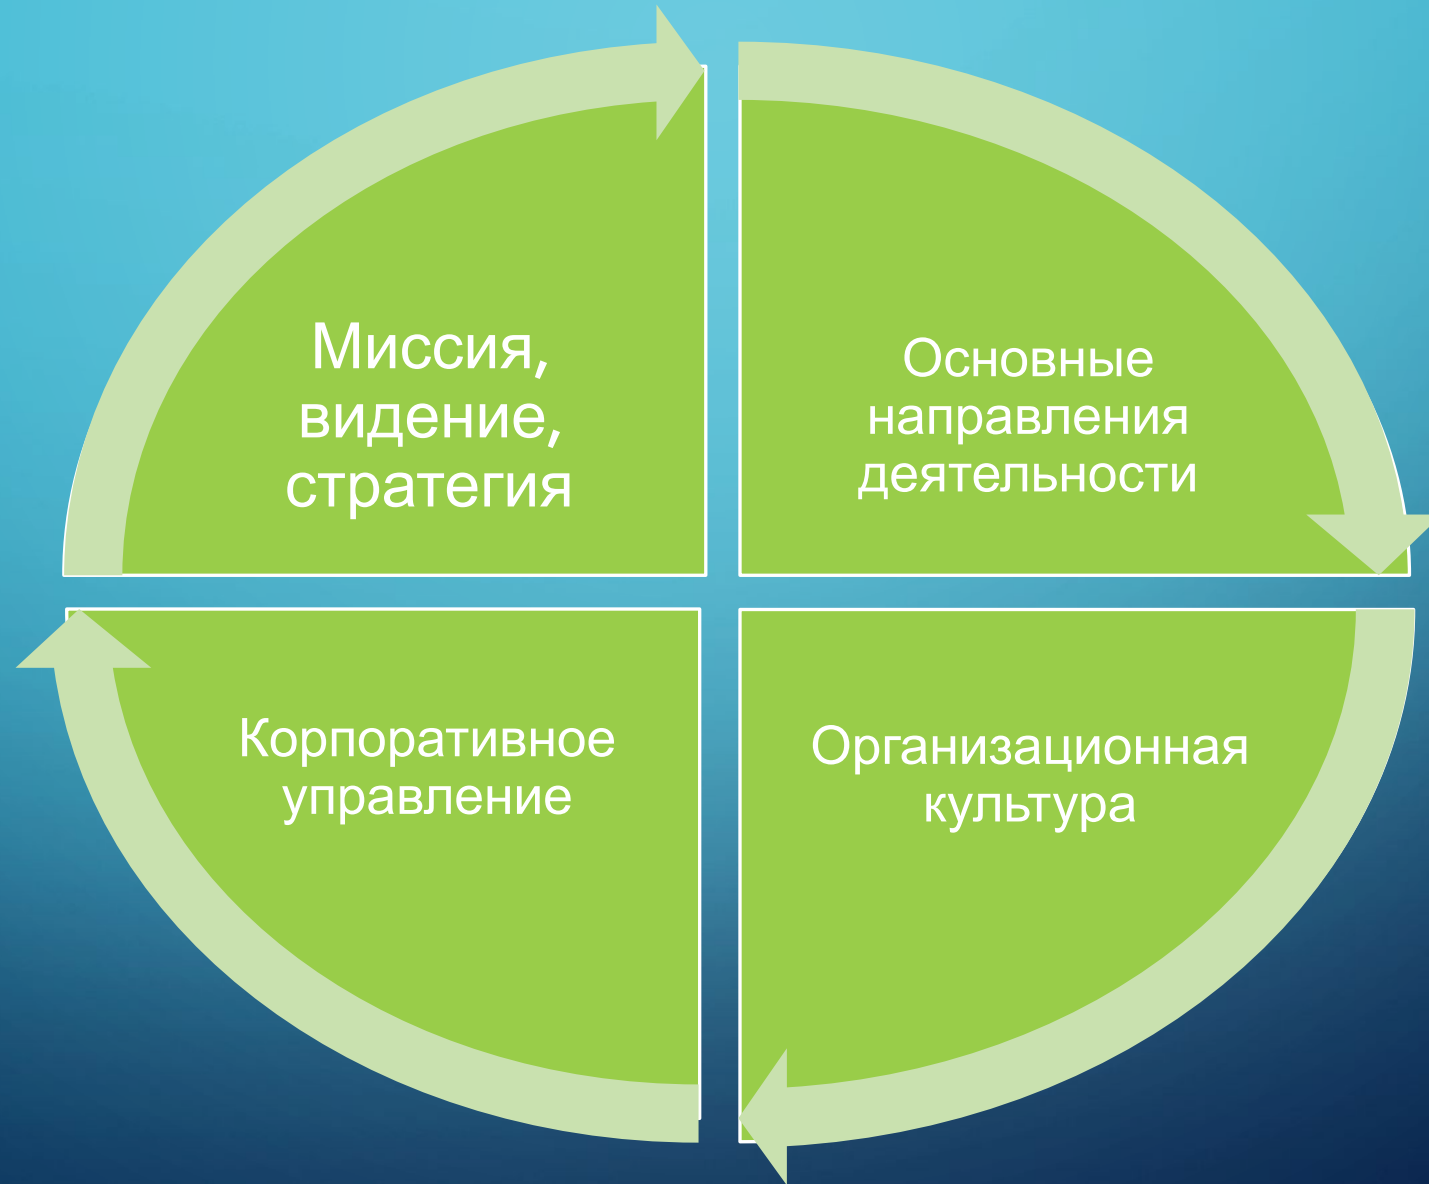 Миссия,
видение,
стратегия
Основные
направления
деятельности
Корпоративное
управление
Организационная
культура